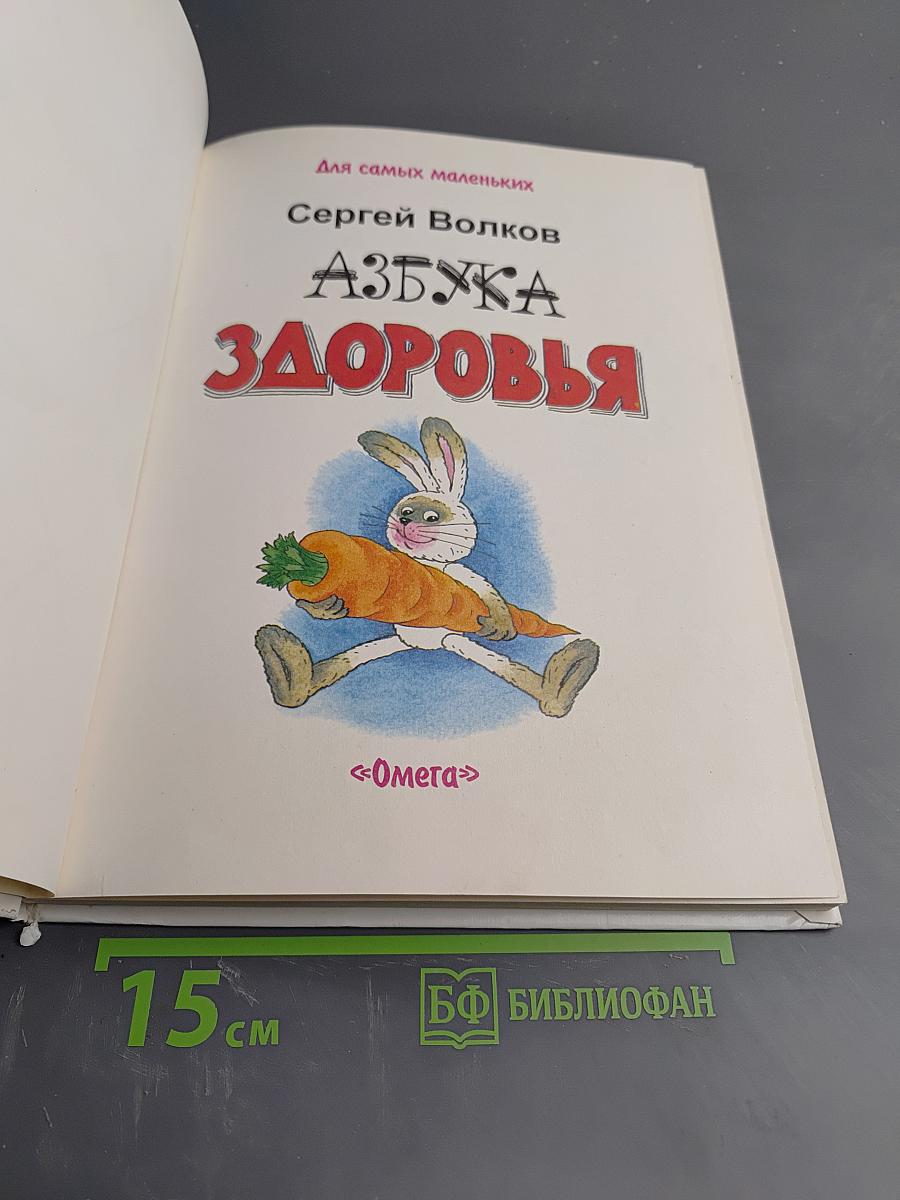 Для самых маленьких
Сергей Волков
АЗБУКА
ЗДОРОВЬЯ
«Омега»
15 см
БФ БИБЛИОФАН